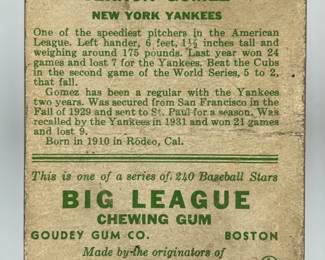 VERNON GOMEZ
NEW YORK YANKEES
One of the speediest pitchers in the American
League. Left hander, 6 feet, 1½ inches tall and
weighing around 175 pounds. Last year won 24
games and lost 7 for the Yankees. Beat the Cubs
in the second game of the World Series, 5 to 2,
that fall.
Gomez has been a regular with the Yankees
two years. Was secured from San Francisco in the
Fall of 1929 and sent to St. Paul for a season. Was
recalled by the Yankees in 1931 and won 21 games
and lost 9.
Born in 1910 in Rodeo, Cal.
This is one of a series of 240 Baseball Stars
BIG LEAGUE
CHEWING GUM
GOUDEY GUM CO. BOSTON
Made by the originators of